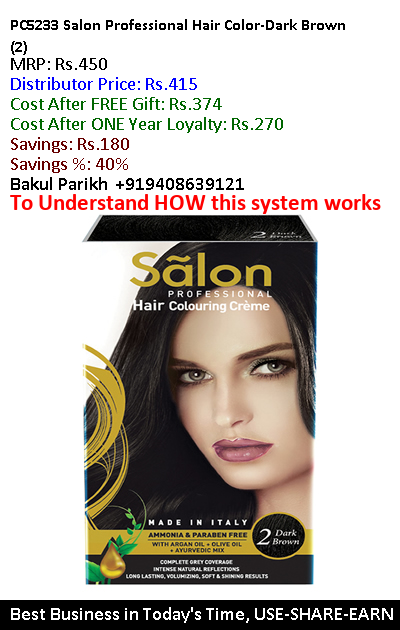 PC5233 Salon Professional Hair Color-Dark Brown
(2)
MRP: Rs.450
Distributor Price: Rs.415
Cost After FREE Gift: Rs.374
Cost After ONE Year Loyalty: Rs.270
Savings: Rs.180
Savings %: 40%
Bakul Parikh +919408639121
To Understand HOW this system works
2 Dark
Brown
Sãlon
PROFESSIONAL
Hair Colouring Crème
MADE IN ITALY
AMMONIA & PARABEN FREE
WITH ARGAN OIL + OLIVE OIL
+ AYURVEDIC MIX
2 Dark
Brown
COMPLETE GREY COVERAGE
INTENSE NATURAL REFLECTIONS
LONG LASTING, VOLUMIZING, SOFT & SHINING RESULTS
Best Business in Today's Time, USE-SHARE-EARN